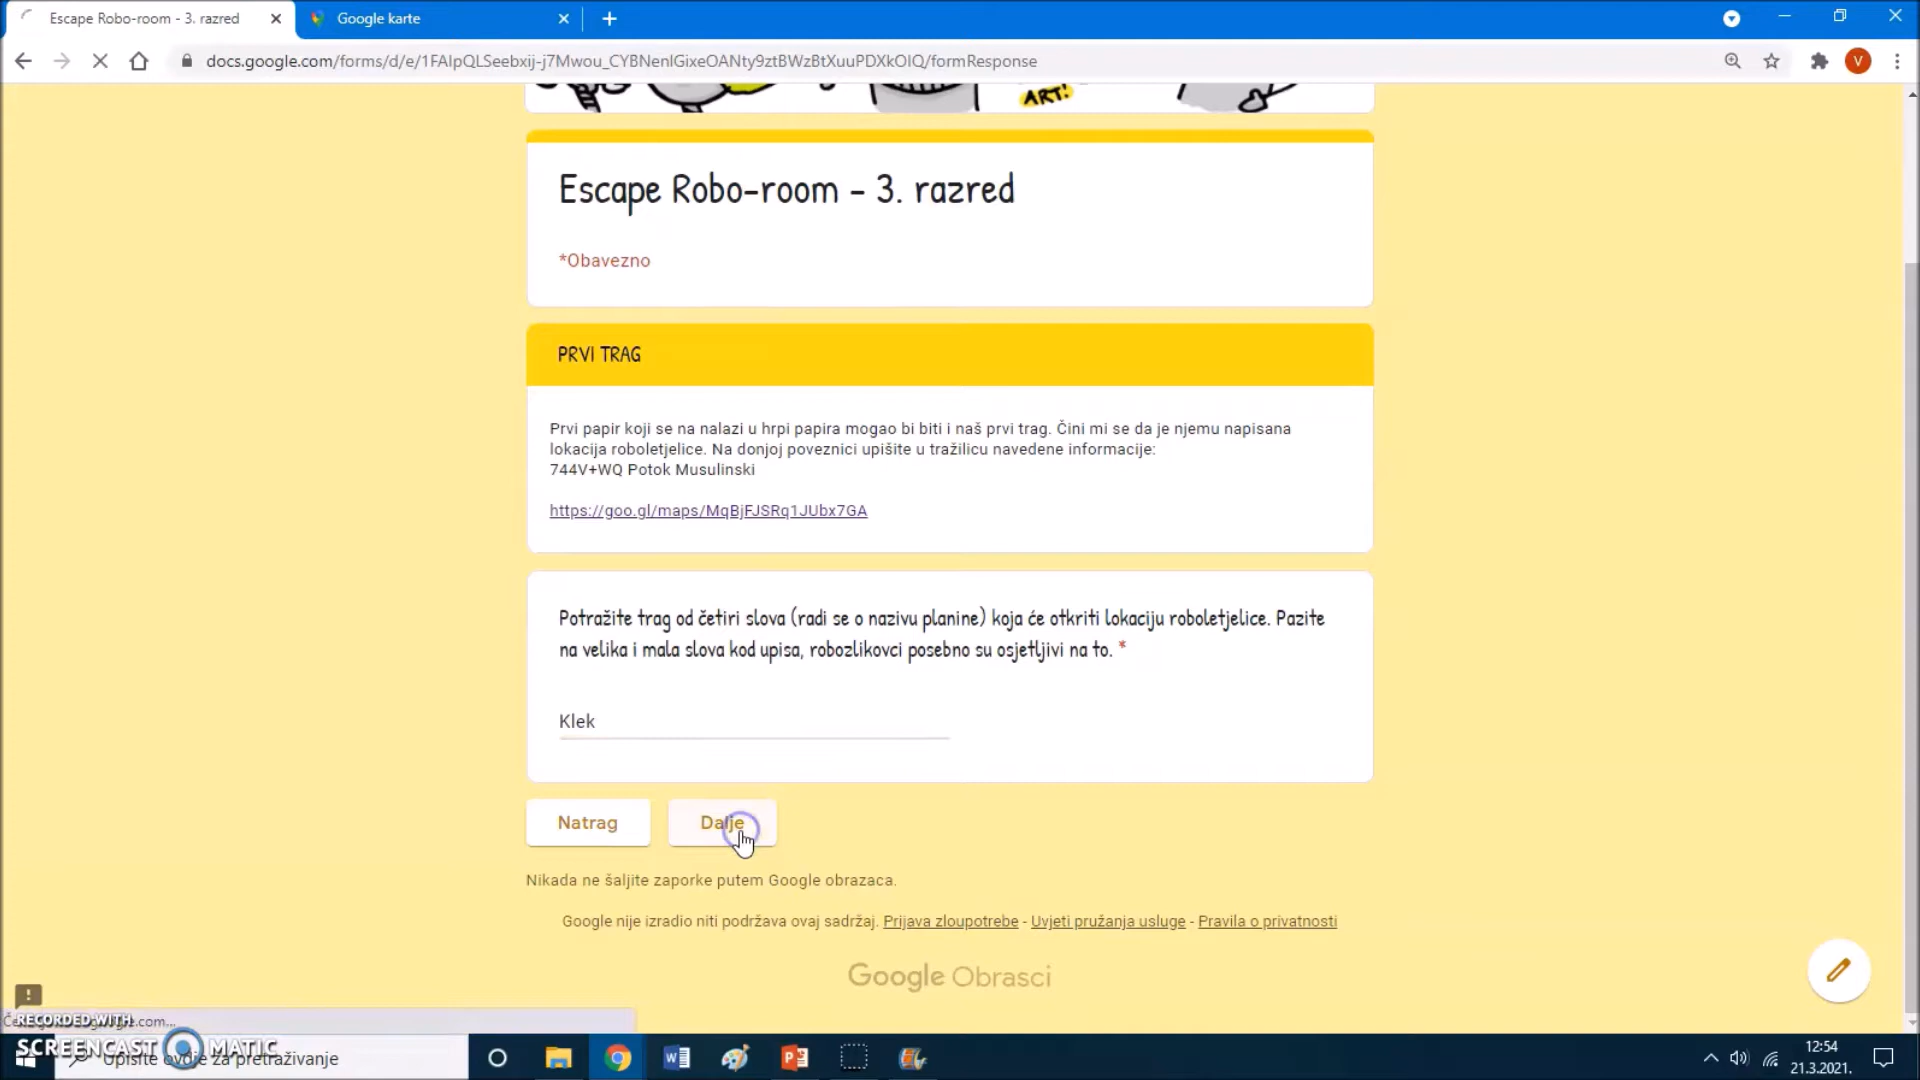 Escape Robo-room - 3. razred
Google karte
docs.google.com/forms/d/e/1FAIpQLSeebxij-j7Mwou_CYBNenlGixeOANty9ztBWzBtXuuPDXkOIQ/formResponse
V
ART!
Escape Robo-room - 3. razred
*Obavezno
PRVI TRAG
Prvi papir koji se na nalazi u hrpi papira mogao bi biti i naš prvi trag. Čini mi se da je njemu napisana
lokacija roboletjelice. Na donjoj poveznici upišite u tražilicu navedene informacije:
744V+WQ Potok Musulinski
https://goo.gl/maps/MqBjFJSRq1JUbx7GA
Potražite trag od četiri slova (radi se o nazivu planine) koja će otkriti lokaciju roboletjelice. Pazite
na velika i mala slova kod upisa, robozlikovci posebno su osjetljivi na to. *
Klek
Natrag
Dalje
Nikada ne šaljite zaporke putem Google obrazaca.
Google nije izradio niti podržava ovaj sadržaj. Prijava zloupotrebe - Uvjeti pružanja usluge - Pravila o privatnosti
Google Obrasci
RECORDED WITH
SCREENCAST MATIC
Upišite ovdje za pretraživanje
12:54
21.3.2021.